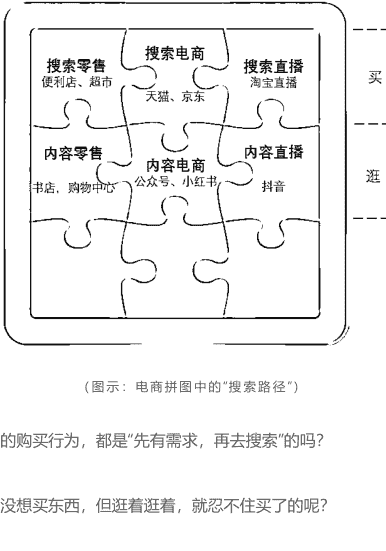 搜索零售
便利店、超市
搜索电商
天猫、京东
搜索直播
淘宝直播
买
内容零售
书店，购物中心
内容电商
公众号、小红书
内容直播
抖音
逛
（图示：电商拼图中的“搜索路径”）
的购买行为，都是“先有需求，再去搜索”的吗？
没想买东西，但逛着逛着，就忍不住买了的呢？